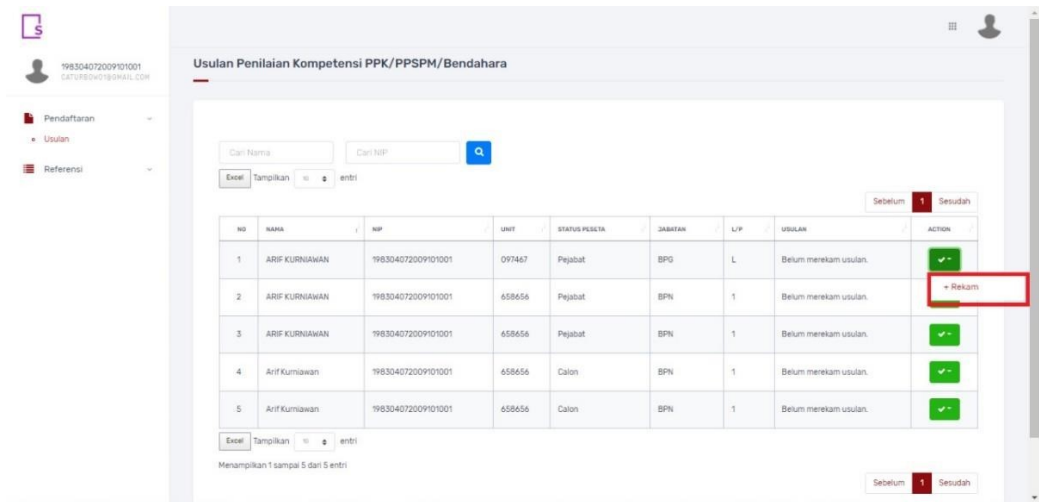 s
198304072009101001
CATURBOWO1@GMAIL.COM
Usulan Penilaian Kompetensi PPK/PPSPM/Bendahara
Pendaftaran
Usulan
Referensi
Cari Nama Cari NIP
Excel Tampilkan 10 entri
Sebelum 1 Sesudah
NO NAMA NIP UNIT STATUS PESETA JABATAN L/P USULAN ACTION
1 ARIF KURNIAWAN 198304072009101001 097467 Pejabat BPG L Belum merekam usulan.
+ Rekam
2 ARIF KURNIAWAN 198304072009101001 658656 Pejabat BPN 1 Belum merekam usulan.
3 ARIF KURNIAWAN 198304072009101001 658656 Pejabat BPN 1 Belum merekam usulan.
4 Arif Kurniawan 198304072009101001 658656 Calon BPN 1 Belum merekam usulan.
5 Arif Kurniawan 198304072009101001 658656 Calon BPN 1 Belum merekam usulan.
Excel Tampilkan 10 entri
Menampilkan 1 sampai 5 dari 5 entri
Sebelum 1 Sesudah